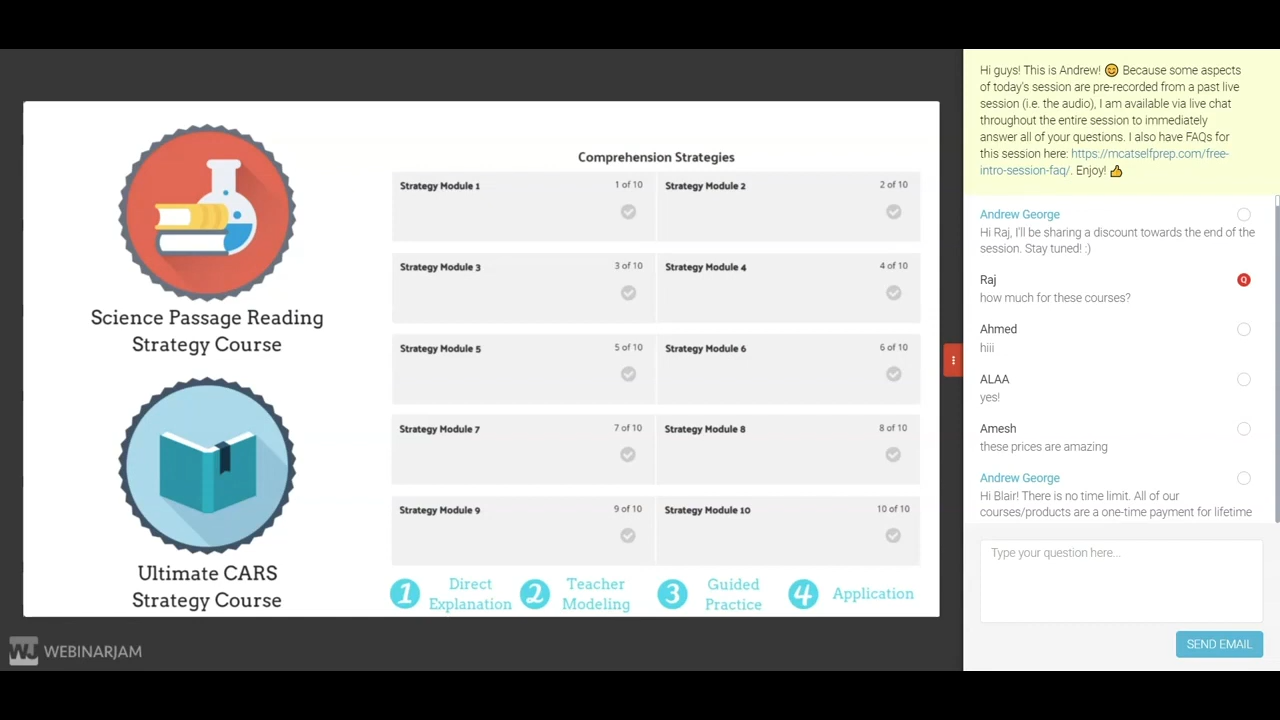 Science Passage Reading
Strategy Course
Ultimate CARS
Strategy Course
Comprehension Strategies
Strategy Module 1
1 of 10
Strategy Module 2
2 of 10
Strategy Module 3
3 of 10
Strategy Module 4
4 of 10
Strategy Module 5
5 of 10
Strategy Module 6
6 of 10
Strategy Module 7
7 of 10
Strategy Module 8
8 of 10
Strategy Module 9
9 of 10
Strategy Module 10
10 of 10
1 Direct
Explanation
2 Teacher
Modeling
3 Guided
Practice
4 Application
WJ WEBINARJAM
Hi guys! This is Andrew! 😊 Because some aspects
of today's session are pre-recorded from a past live
session (i.e. the audio), I am available via live chat
throughout the entire session to immediately
answer all of your questions. I also have FAQs for
this session here: https://mcatselfprep.com/free-
intro-session-faq/. Enjoy! 👍
Andrew George
Hi Raj, I'll be sharing a discount towards the end of the
session. Stay tuned! :)
Raj
Q
how much for these courses?
Ahmed
hiii
ALAA
yes!
Amesh
these prices are amazing
Andrew George
Hi Blair! There is no time limit. All of our
courses/products are a one-time payment for lifetime
Type your question here...
SEND EMAIL